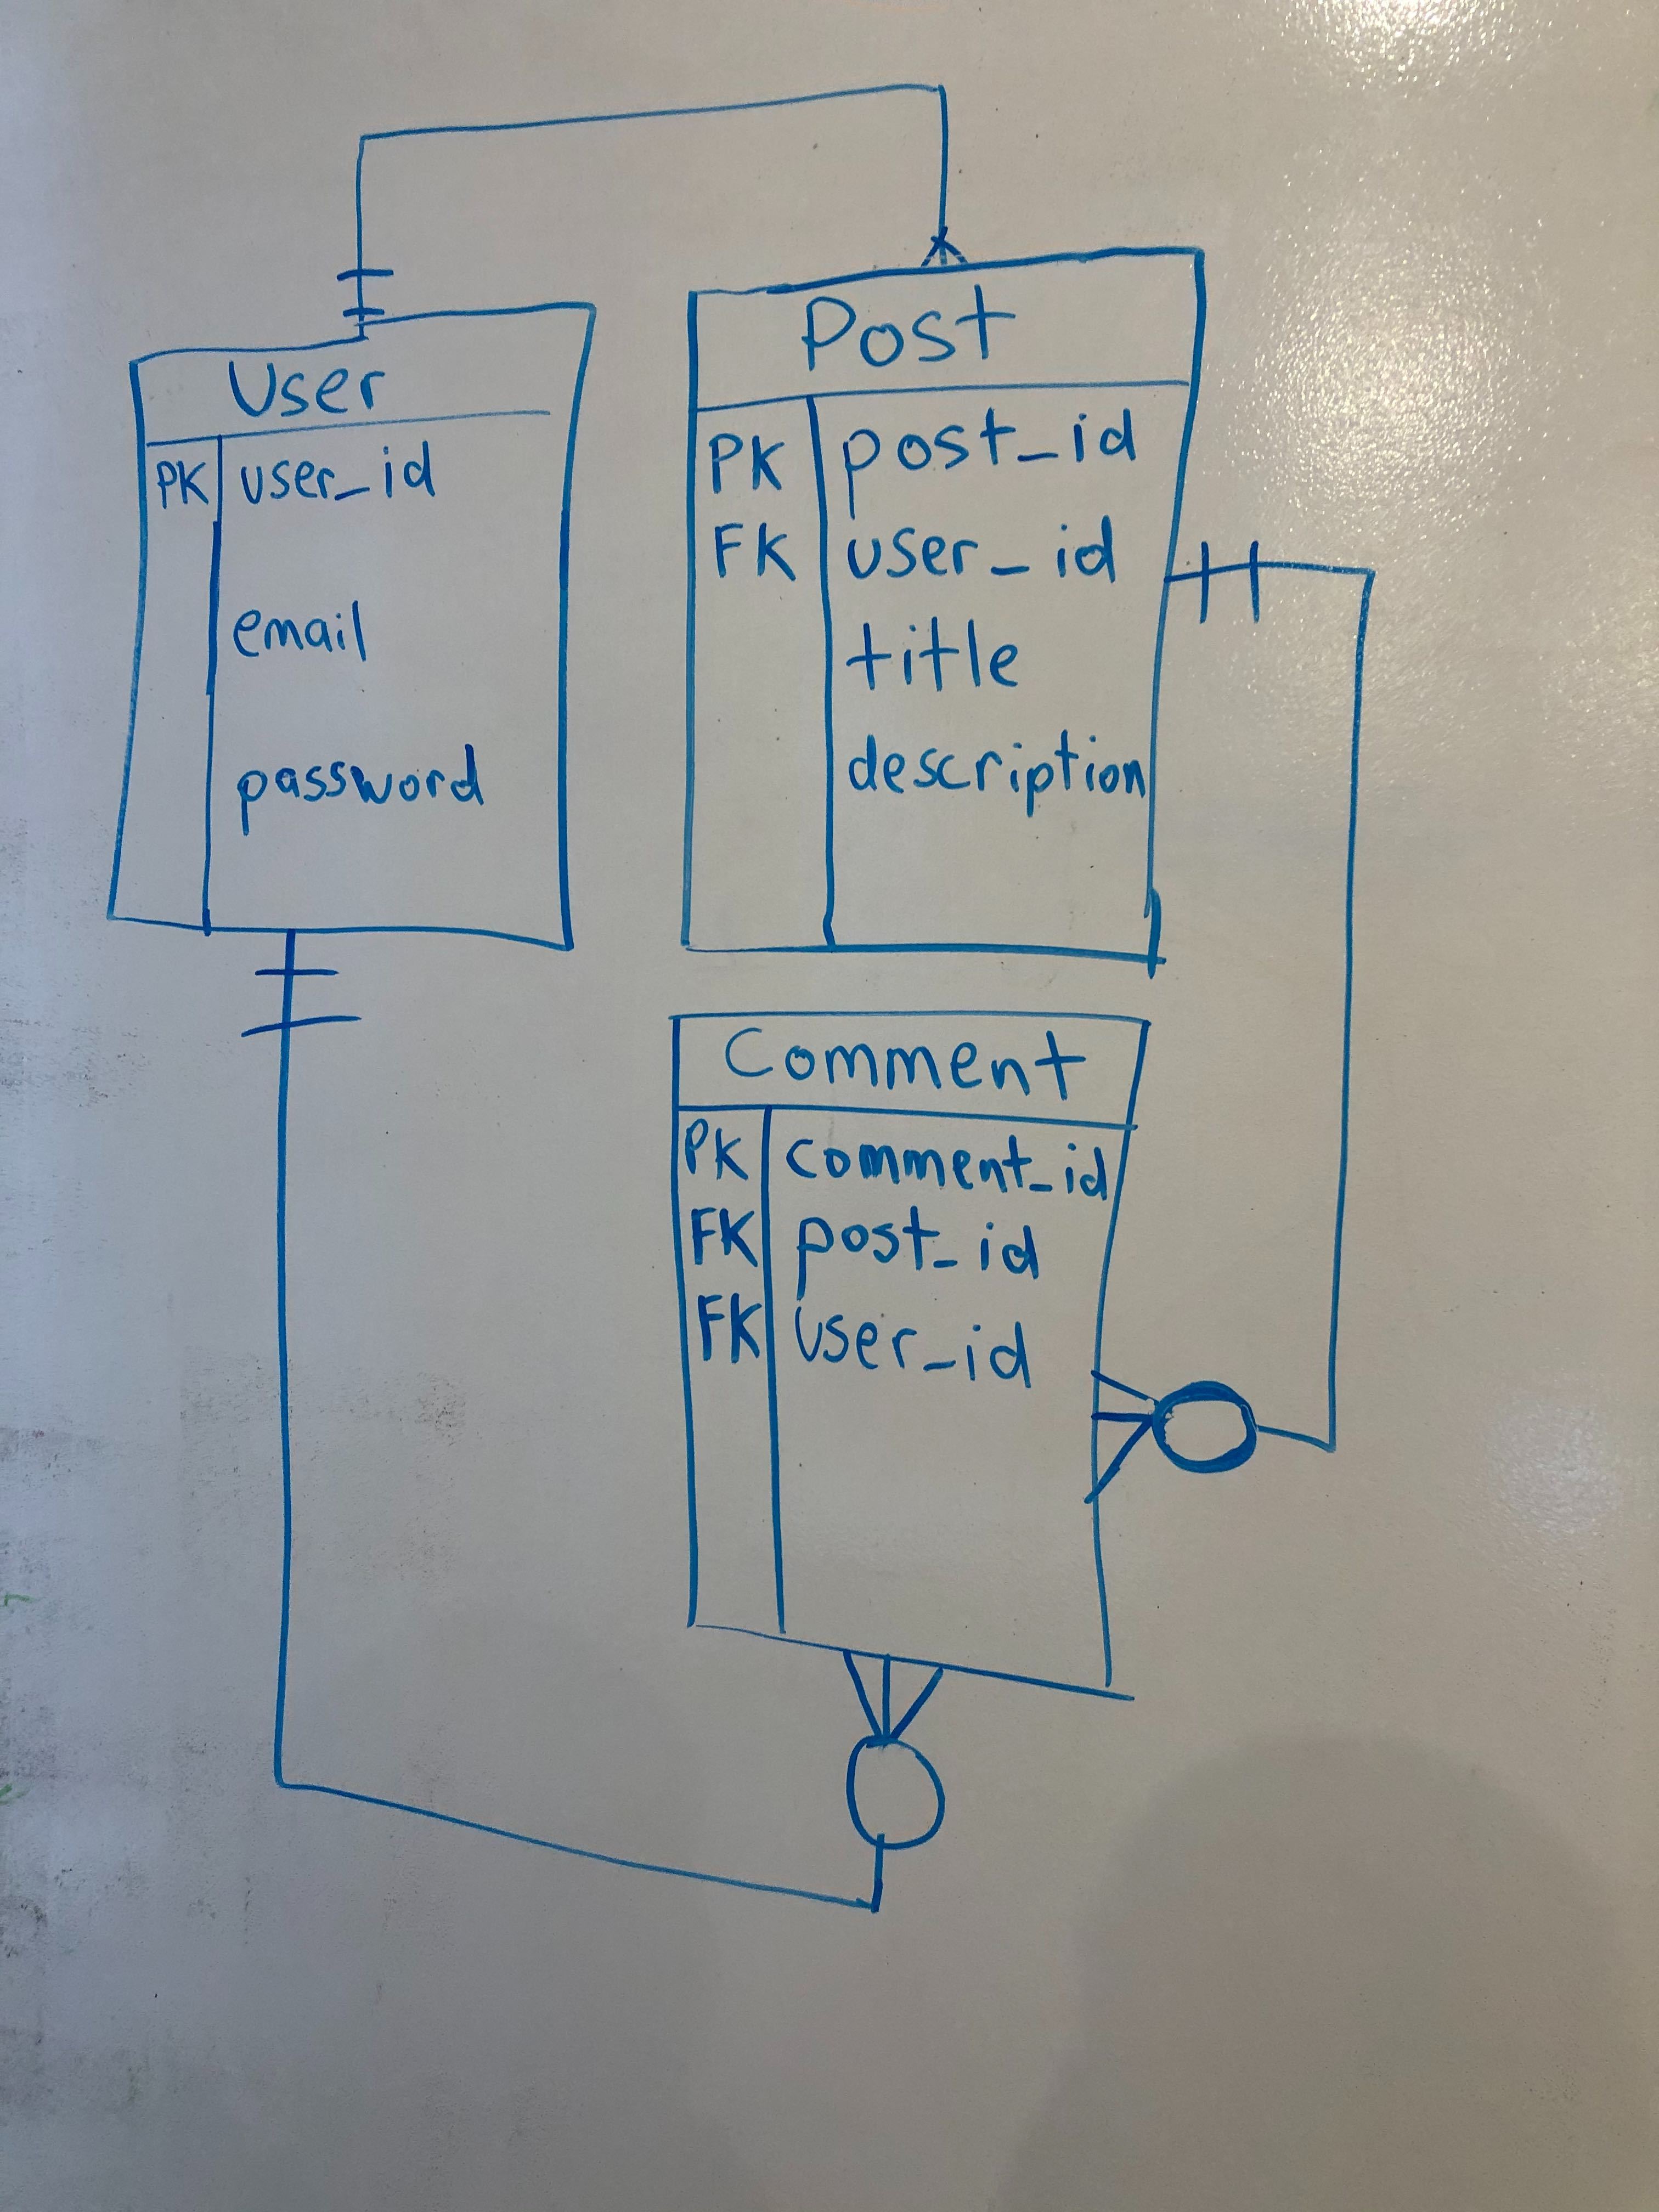 User
PK user_id
email
password
Post
PK post_id
FK user_id
title
description
Comment
PK comment_id
FK post_id
FK user_id